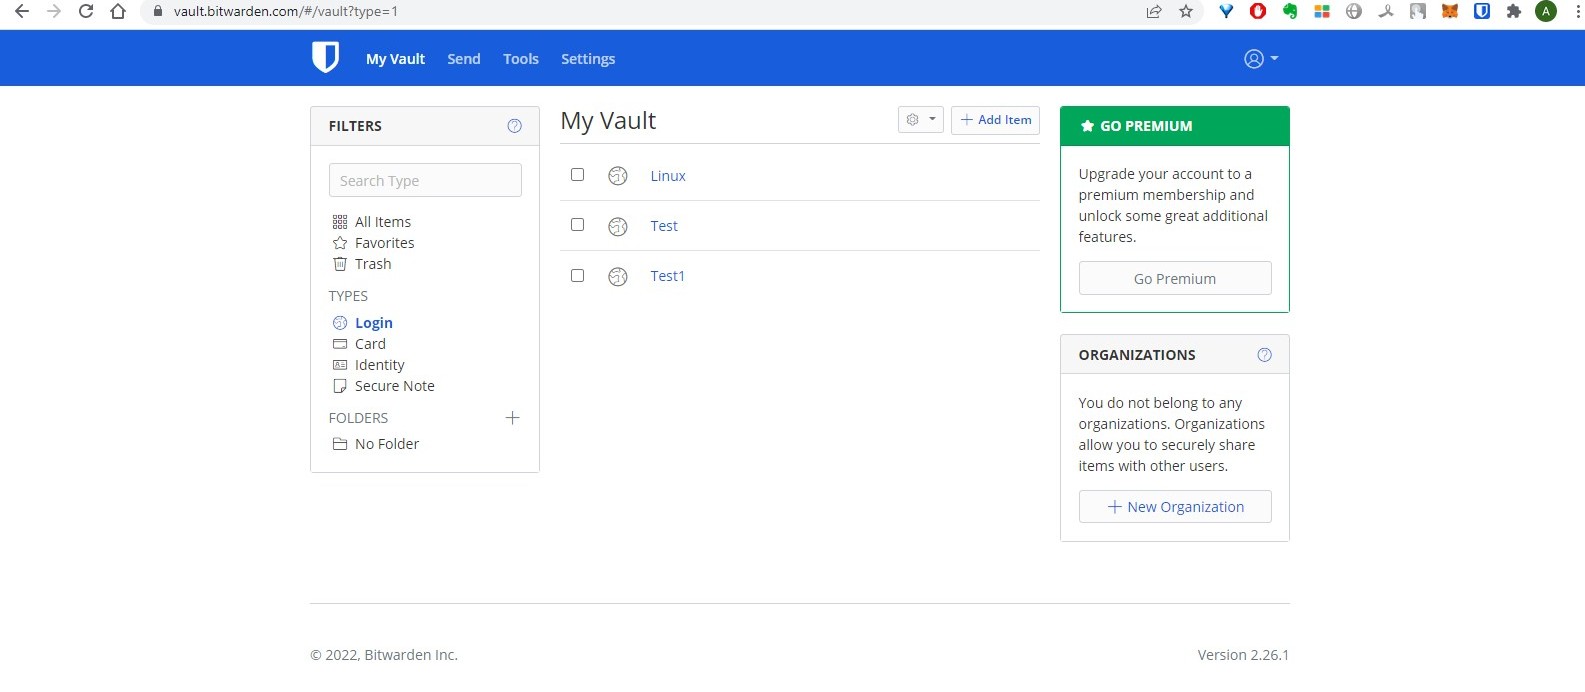 vault.bitwarden.com/#/vault?type=1
A
My Vault
Send
Tools
Settings
FILTERS
Search Type
All Items
Favorites
Trash
TYPES
Login
Card
Identity
Secure Note
FOLDERS
No Folder
My Vault
Add Item
Linux
Test
Test1
GO PREMIUM
Upgrade your account to a
premium membership and
unlock some great additional
features.
Go Premium
ORGANIZATIONS
You do not belong to any
organizations. Organizations
allow you to securely share
items with other users.
New Organization
© 2022, Bitwarden Inc.
Version 2.26.1